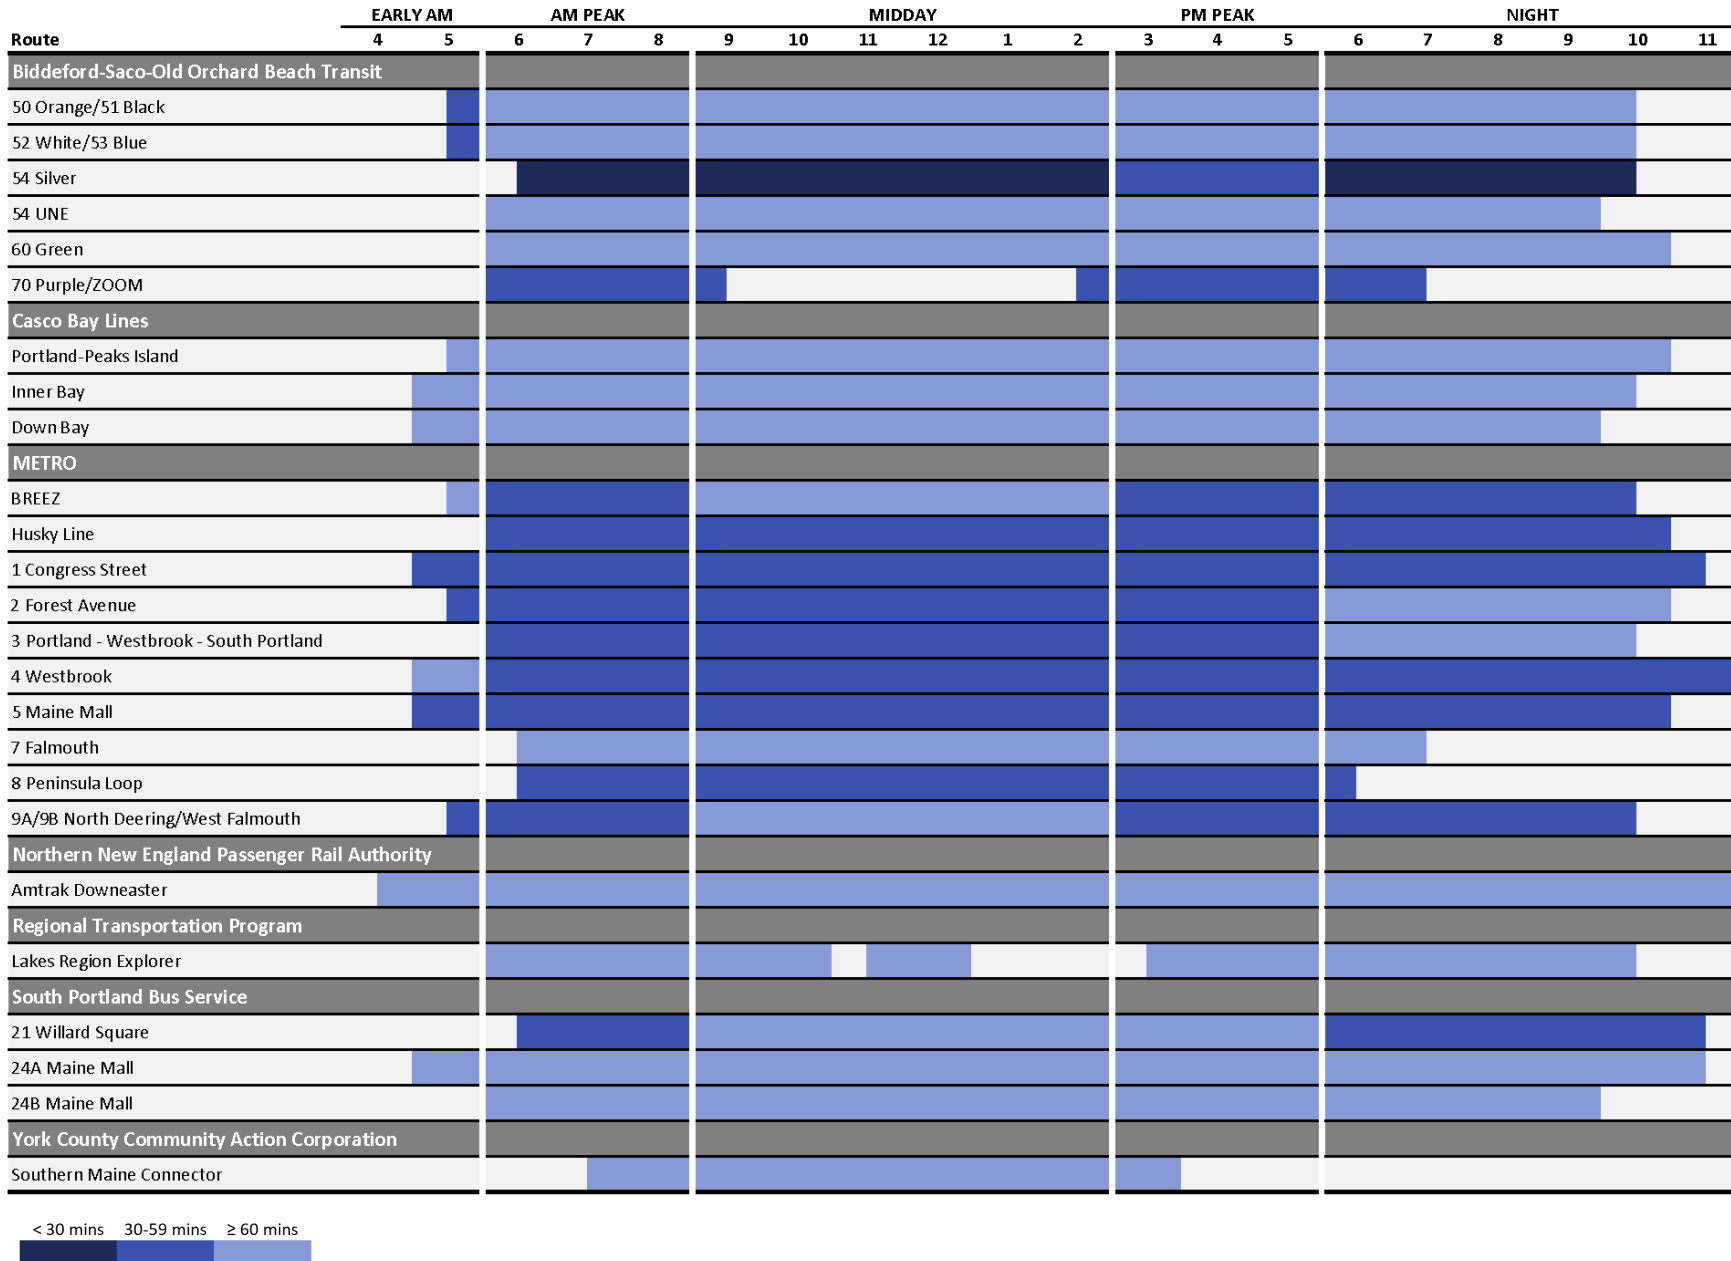 EARLY AM AM PEAK MIDDAY PM PEAK NIGHT
Route 4 5 6 7 8 9 10 11 12 1 2 3 4 5 6 7 8 9 10 11
Biddeford-Saco-Old Orchard Beach Transit
50 Orange/51 Black
52 White/53 Blue
54 Silver
54 UNE
60 Green
70 Purple/ZOOM
Casco Bay Lines
Portland-Peaks Island
Inner Bay
Down Bay
METRO
BREEZ
Husky Line
1 Congress Street
2 Forest Avenue
3 Portland - Westbrook - South Portland
4 Westbrook
5 Maine Mall
7 Falmouth
8 Peninsula Loop
9A/9B North Deering/West Falmouth
Northern New England Passenger Rail Authority
Amtrak Downeaster
Regional Transportation Program
Lakes Region Explorer
South Portland Bus Service
21 Willard Square
24A Maine Mall
24B Maine Mall
York County Community Action Corporation
Southern Maine Connector
< 30 mins 30-59 mins ≥ 60 mins